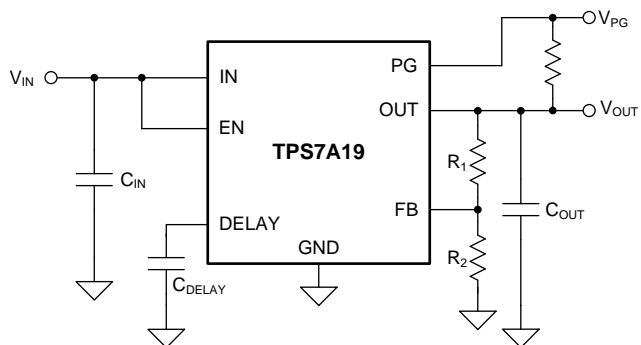 V_PG
V_IN
IN
PG
OUT
V_OUT
EN
TPS7A19
R_1
C_IN
FB
C_OUT
DELAY
GND
R_2
C_DELAY